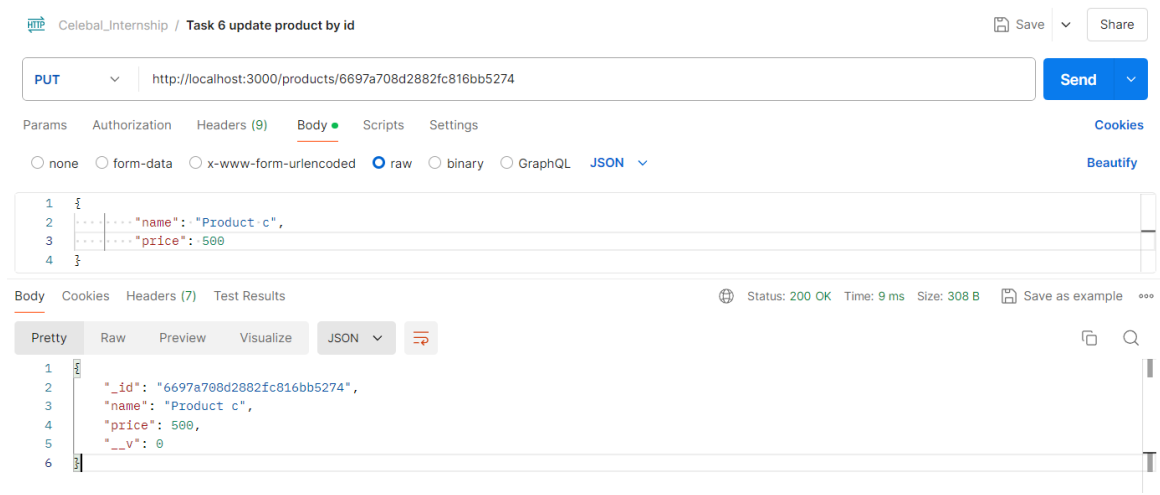 HTTP Celebal_Internship / Task 6 update product by id Save Share
PUT http://localhost:3000/products/6697a708d2882fc816bb5274 Send
Params Authorization Headers (9) Body Scripts Settings Cookies
none form-data x-www-form-urlencoded raw binary GraphQL JSON Beautify
1 {
2 "name": "Product c",
3 "price": 500
4 }
Body Cookies Headers (7) Test Results Status: 200 OK Time: 9 ms Size: 308 B Save as example
Pretty Raw Preview Visualize JSON
1 {
2 "_id": "6697a708d2882fc816bb5274",
3 "name": "Product c",
4 "price": 500,
5 "__v": 0
6 }